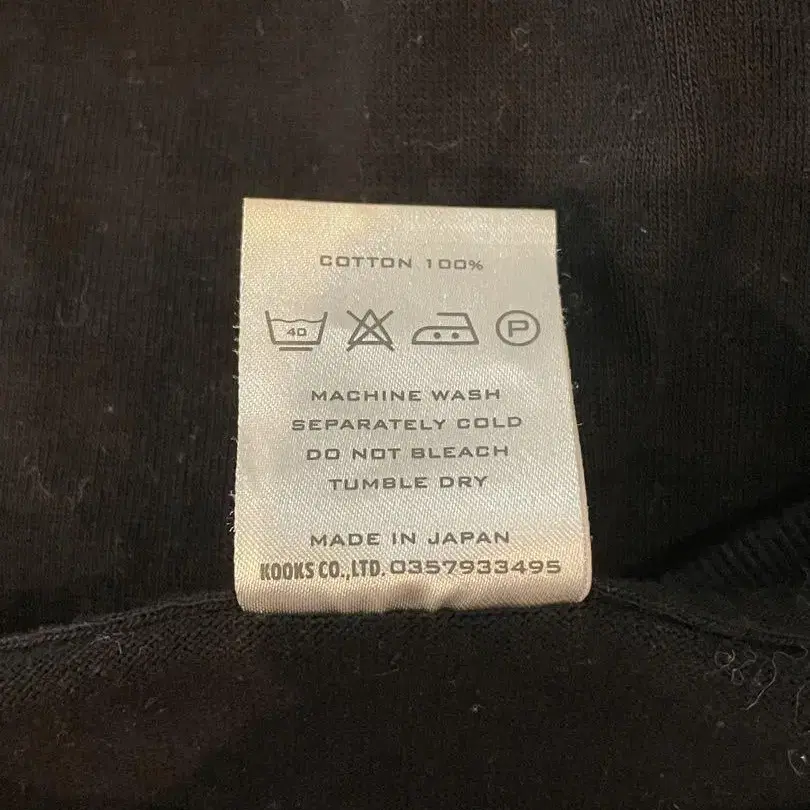 COTTON 100%
40 P
MACHINE WASH
SEPARATELY COLD
DO NOT BLEACH
TUMBLE DRY
MADE IN JAPAN
KOOKS CO.,LTD. 0357933495